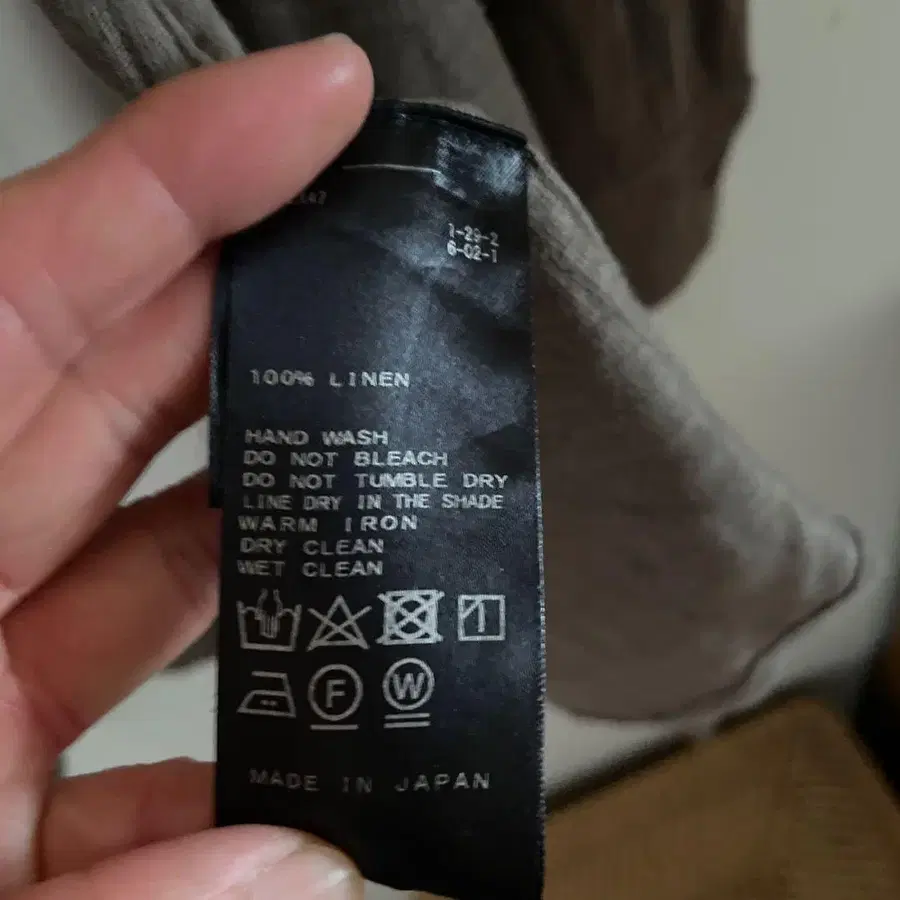 1-29-2
6-02-1
100% LINEN
HAND WASH
DO NOT BLEACH
DO NOT TUMBLE DRY
LINE DRY IN THE SHADE
WARM IRON
DRY CLEAN
WET CLEAN
F
W
MADE IN JAPAN